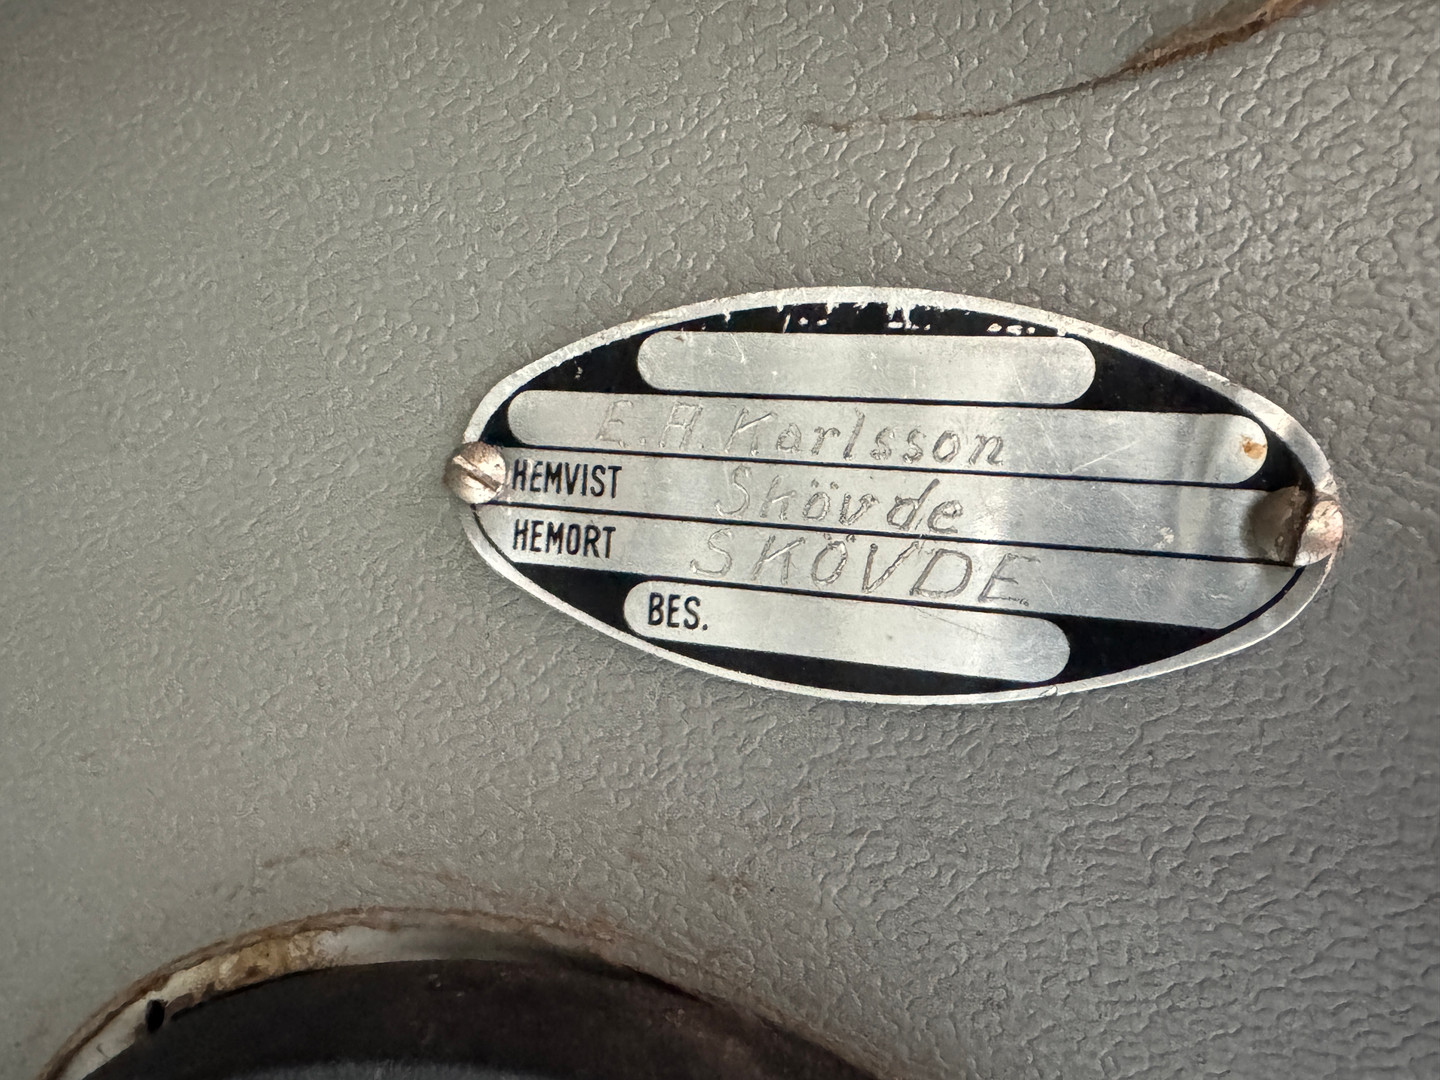 E. A. Karlsson
HEMVIST Skövde
HEMORT SKÖVDE
BES.